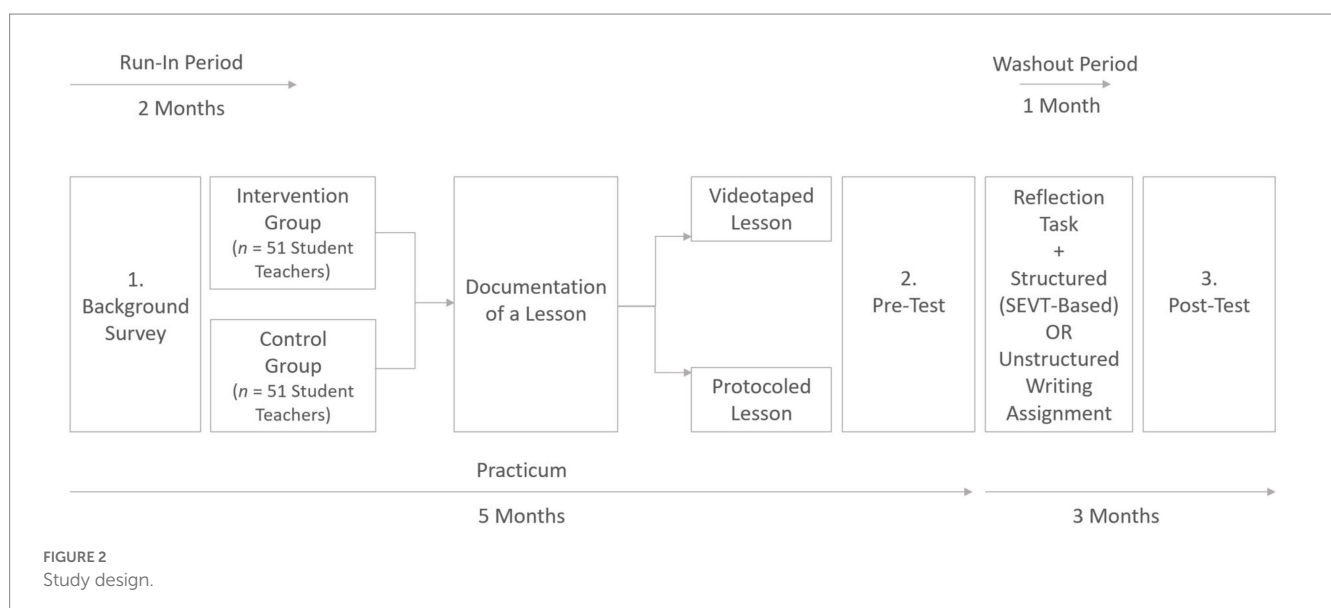 Run-In Period
2 Months
Washout Period
1 Month
1.
Background
Survey
Intervention
Group
(n = 51 Student
Teachers)
Control
Group
(n = 51 Student
Teachers)
Documentation
of a Lesson
Videotaped
Lesson
Protocoled
Lesson
2.
Pre-Test
Reflection
Task
+
Structured
(SEVT-Based)
OR
Unstructured
Writing
Assignment
3.
Post-Test
Practicum
5 Months
3 Months
FIGURE 2
Study design.